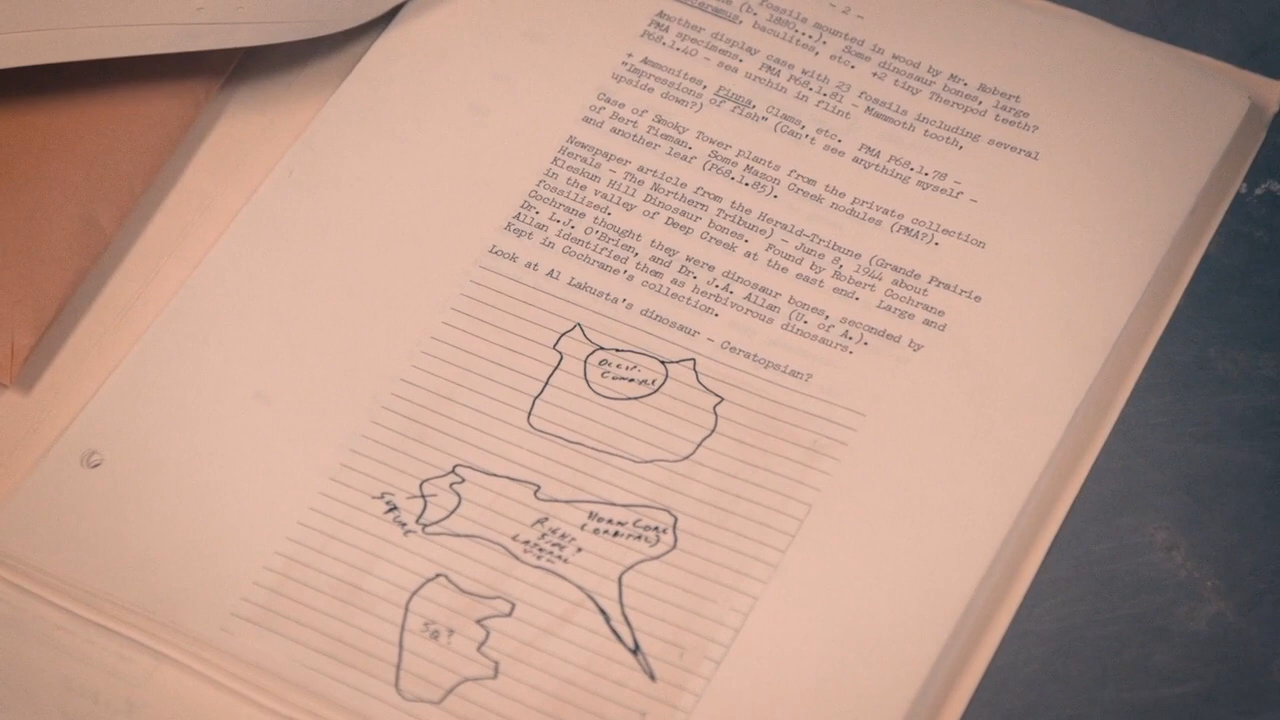 - 2 -
fossils mounted in wood by Mr. Robert
(b. 1880...). Some dinosaur bones, large
baculites, etc. +2 tiny Theropod teeth?
Another display case with 23 fossils including several
PMA specimens. PMA P68.1.81 - Mammoth tooth,
P68.1.40 - sea urchin in flint
+ Ammonites, Pinna, Clams, etc. PMA P68.1.78 -
"Impressions of fish" (Can't see anything myself -
upside down?)
Case of Smoky Tower plants from the private collection
of Bert Tieman. Some Mazon Creek nodules (PMA?).
and another leaf (P68.1.85).
Newspaper article from the Herald-Tribune (Grande Prairie
Herals - The Northern Tribune) - June 8, 1944 about
Kleskun Hill Dinosaur bones. Found by Robert Cochrane
in the valley of Deep Creek at the east end. Large and
fossilized.
Cochrane thought they were dinosaur bones, seconded by
Dr. L.J. O'Brien, and Dr. J.A. Allan (U. of A.).
Allan identified them as herbivorous dinosaurs.
Kept in Cochrane's collection.
Look at Al Lakusta's dinosaur - Ceratopsian?
OCCIP.
CONDYLE
SUTURE
HORN CORE
(ORBITAL)
RIGHT
SIDE?
LATERAL
VIEW
SQ?